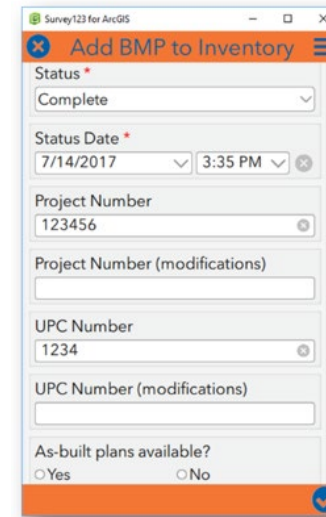 Survey123 for ArcGIS
Add BMP to Inventory
Status *
Complete
Status Date *
7/14/2017 3:35 PM
Project Number
123456
Project Number (modifications)
UPC Number
1234
UPC Number (modifications)
As-built plans available?
Yes No